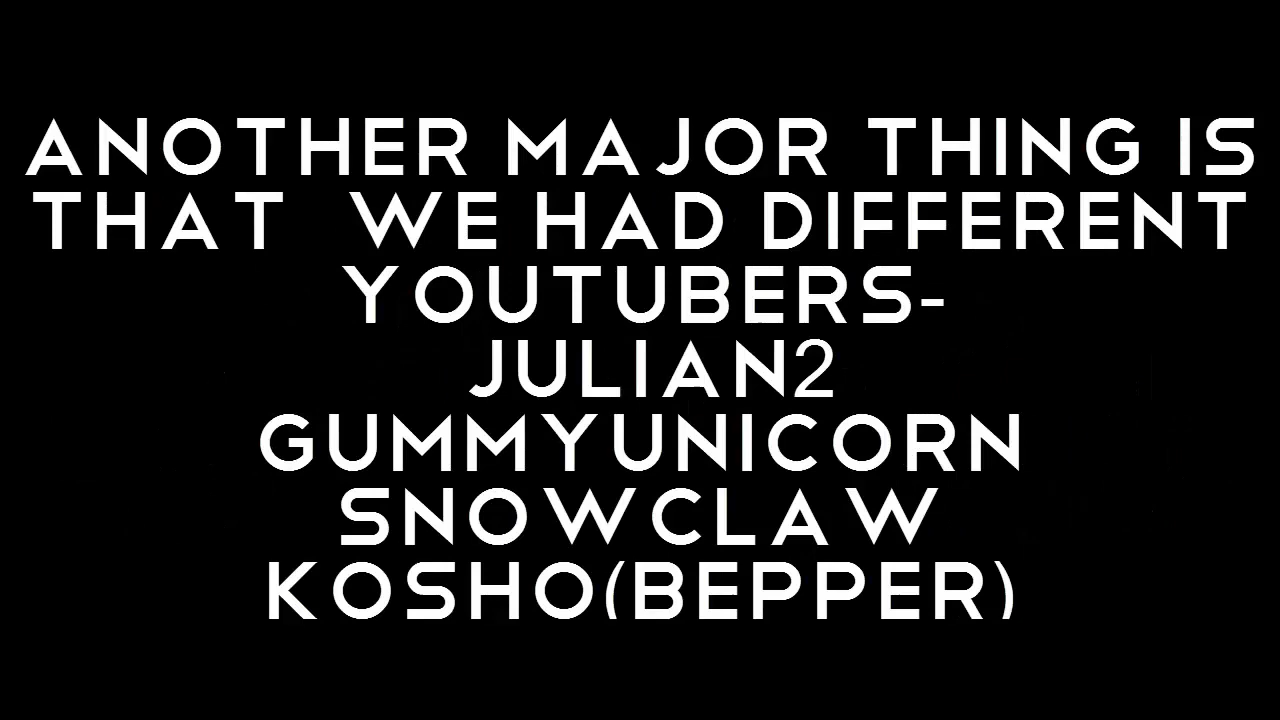 ANOTHER MAJOR THING IS
THAT WE HAD DIFFERENT
YOUTUBERS-
JULIAN2
GUMMYUNICORN
SNOWCLAW
KOSHO(BEPPER)